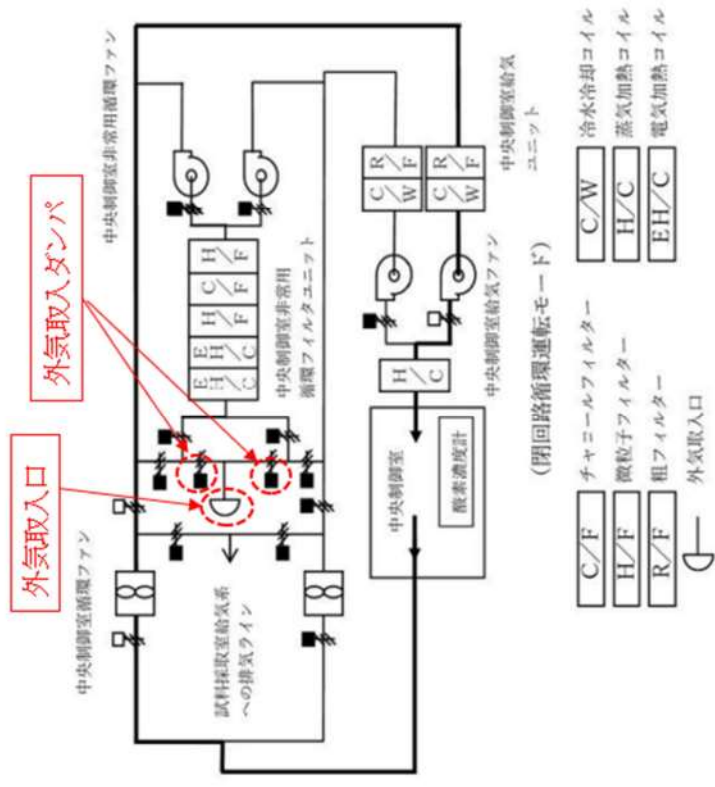 外気取入ダンパ
外気取入口
中央制御室非常用循環ファン
中央制御室循環ファン
中央制御室非常用
循環フィルタユニット
E
H/C
E
H/C
H/F
C/F
H/F
試料採取室給気系
への排気ライン
中央制御室給気
ユニット
C/W
R/F
C/W
R/F
中央制御室給気ファン
H/C
中央制御室
酸素濃度計
(閉回路循環運転モード)
C/F
チャコールフィルター
H/F
微粒子フィルター
R/F
粗フィルター
外気取入口
C/W
冷水冷却コイル
H/C
蒸気加熱コイル
EH/C
電気加熱コイル